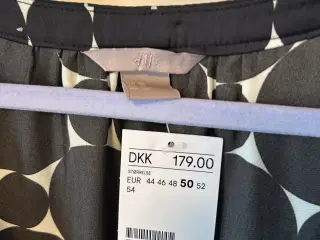 H&M
DKK 179.00
STØRRELSE
EUR 44 46 48 50 52
54